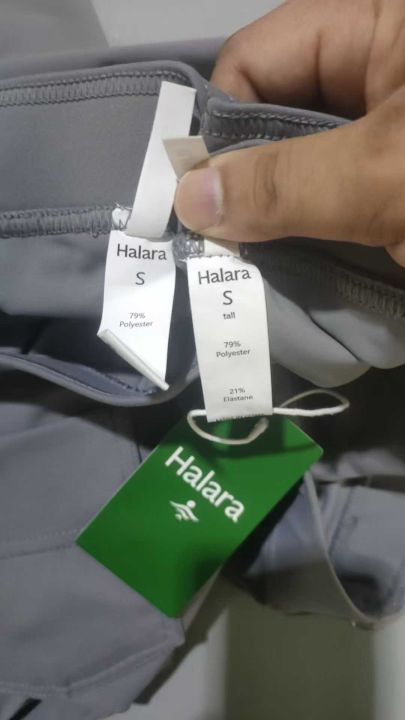 Halara
S
79%
Polyester
Halara
S
tall
79%
Polyester
21%
Elastane
Halara